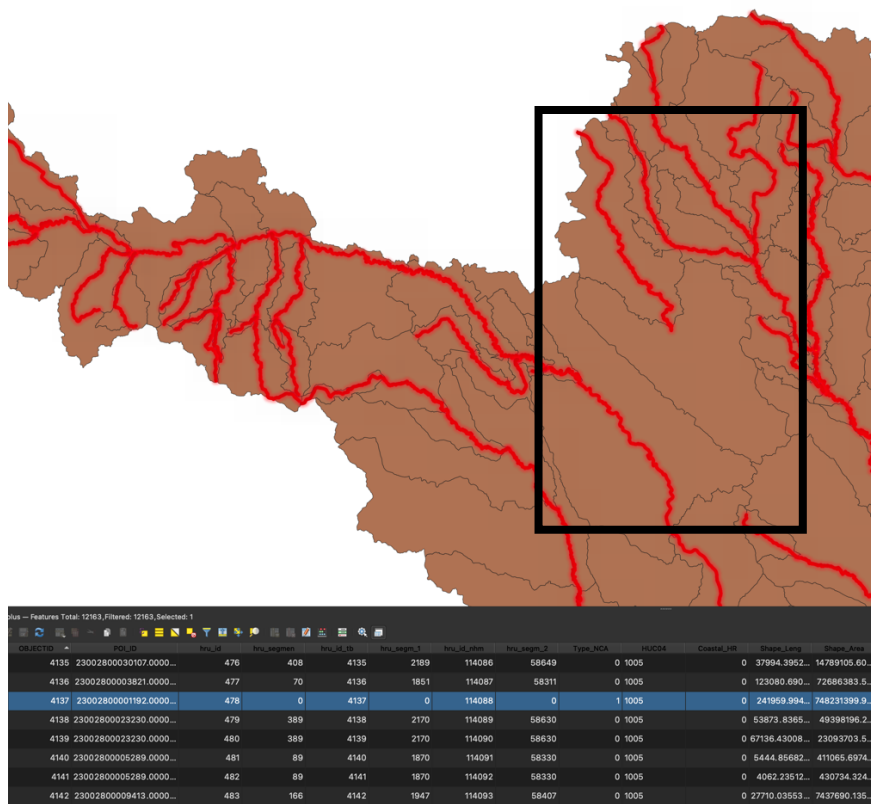 plus — Features Total: 12163, Filtered: 12163, Selected: 1
OBJECTID POI_ID hru_id hru_segmen hru_id_tb hru_segm_1 hru_id_nhm hru_segm_2 Type_NCA HUC04 Coastal_HR Shape_Leng Shape_Area
4135 23002800030107.0000... 476 408 4135 2189 114086 58649 0 1005 0 37994.3952... 14789105.60...
4136 23002800003821.0000... 477 70 4136 1851 114087 58311 0 1005 0 123080.690... 72686383.5...
4137 23002800001192.0000... 478 0 4137 0 114088 0 1 1005 0 241959.994... 748231399.9...
4138 23002800023230.0000... 479 389 4138 2170 114089 58630 0 1005 0 53873.8365... 49398196.2...
4139 23002800023230.0000... 480 389 4139 2170 114090 58630 0 1005 0 67136.43008... 23093703.5...
4140 23002800005289.0000... 481 89 4140 1870 114091 58330 0 1005 0 5444.85682... 411065.6974...
4141 23002800005289.0000... 482 89 4141 1870 114092 58330 0 1005 0 4062.23512... 430734.324...
4142 23002800009413.0000... 483 166 4142 1947 114093 58407 0 1005 0 27710.03553... 7437690.135...